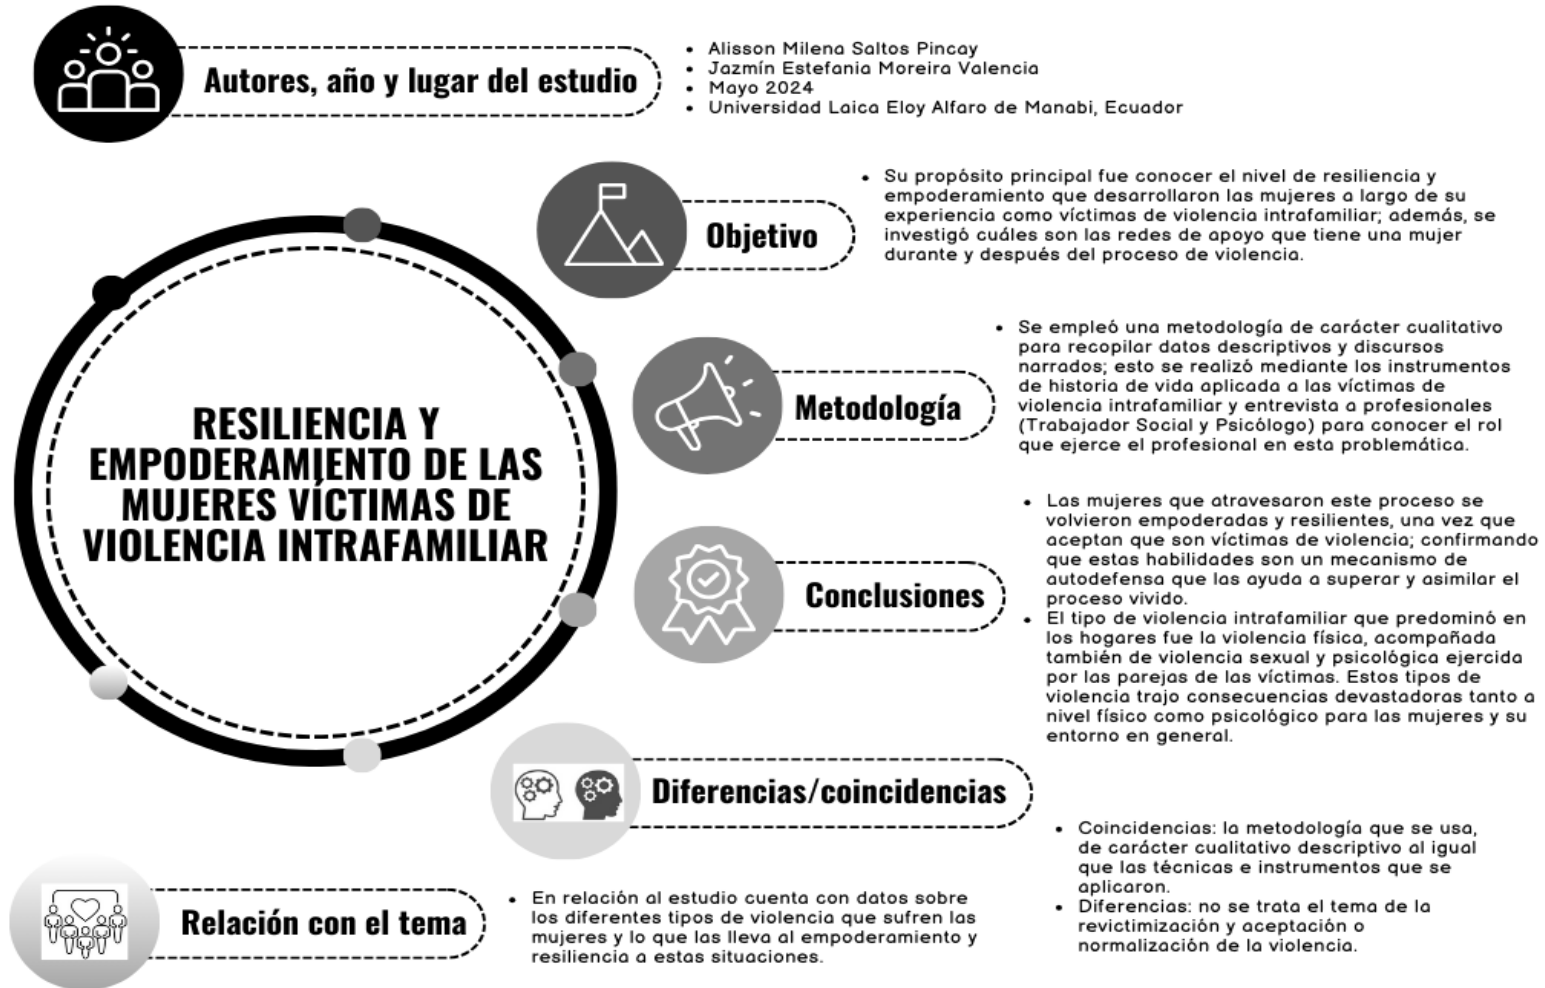 Autores, año y lugar del estudio
• Alisson Milena Saltos Pincay
• Jazmín Estefania Moreira Valencia
• Mayo 2024
• Universidad Laica Eloy Alfaro de Manabi, Ecuador
RESILIENCIA Y
EMPODERAMIENTO DE LAS
MUJERES VÍCTIMAS DE
VIOLENCIA INTRAFAMILIAR
Objetivo
• Su propósito principal fue conocer el nivel de resiliencia y
empoderamiento que desarrollaron las mujeres a largo de su
experiencia como víctimas de violencia intrafamiliar; además, se
investigó cuáles son las redes de apoyo que tiene una mujer
durante y después del proceso de violencia.
Metodología
• Se empleó una metodología de carácter cualitativo
para recopilar datos descriptivos y discursos
narrados; esto se realizó mediante los instrumentos
de historia de vida aplicada a las víctimas de
violencia intrafamiliar y entrevista a profesionales
(Trabajador Social y Psicólogo) para conocer el rol
que ejerce el profesional en esta problemática.
Conclusiones
• Las mujeres que atravesaron este proceso se
volvieron empoderadas y resilientes, una vez que
aceptan que son víctimas de violencia; confirmando
que estas habilidades son un mecanismo de
autodefensa que las ayuda a superar y asimilar el
proceso vivido.
• El tipo de violencia intrafamiliar que predominó en
los hogares fue la violencia física, acompañada
también de violencia sexual y psicológica ejercida
por las parejas de las víctimas. Estos tipos de
violencia trajo consecuencias devastadoras tanto a
nivel físico como psicológico para las mujeres y su
entorno en general.
Diferencias/coincidencias
• Coincidencias: la metodología que se usa,
de carácter cualitativo descriptivo al igual
que las técnicas e instrumentos que se
aplicaron.
• Diferencias: no se trata el tema de la
revictimización y aceptación o
normalización de la violencia.
Relación con el tema
• En relación al estudio cuenta con datos sobre
los diferentes tipos de violencia que sufren las
mujeres y lo que las lleva al empoderamiento y
resiliencia a estas situaciones.